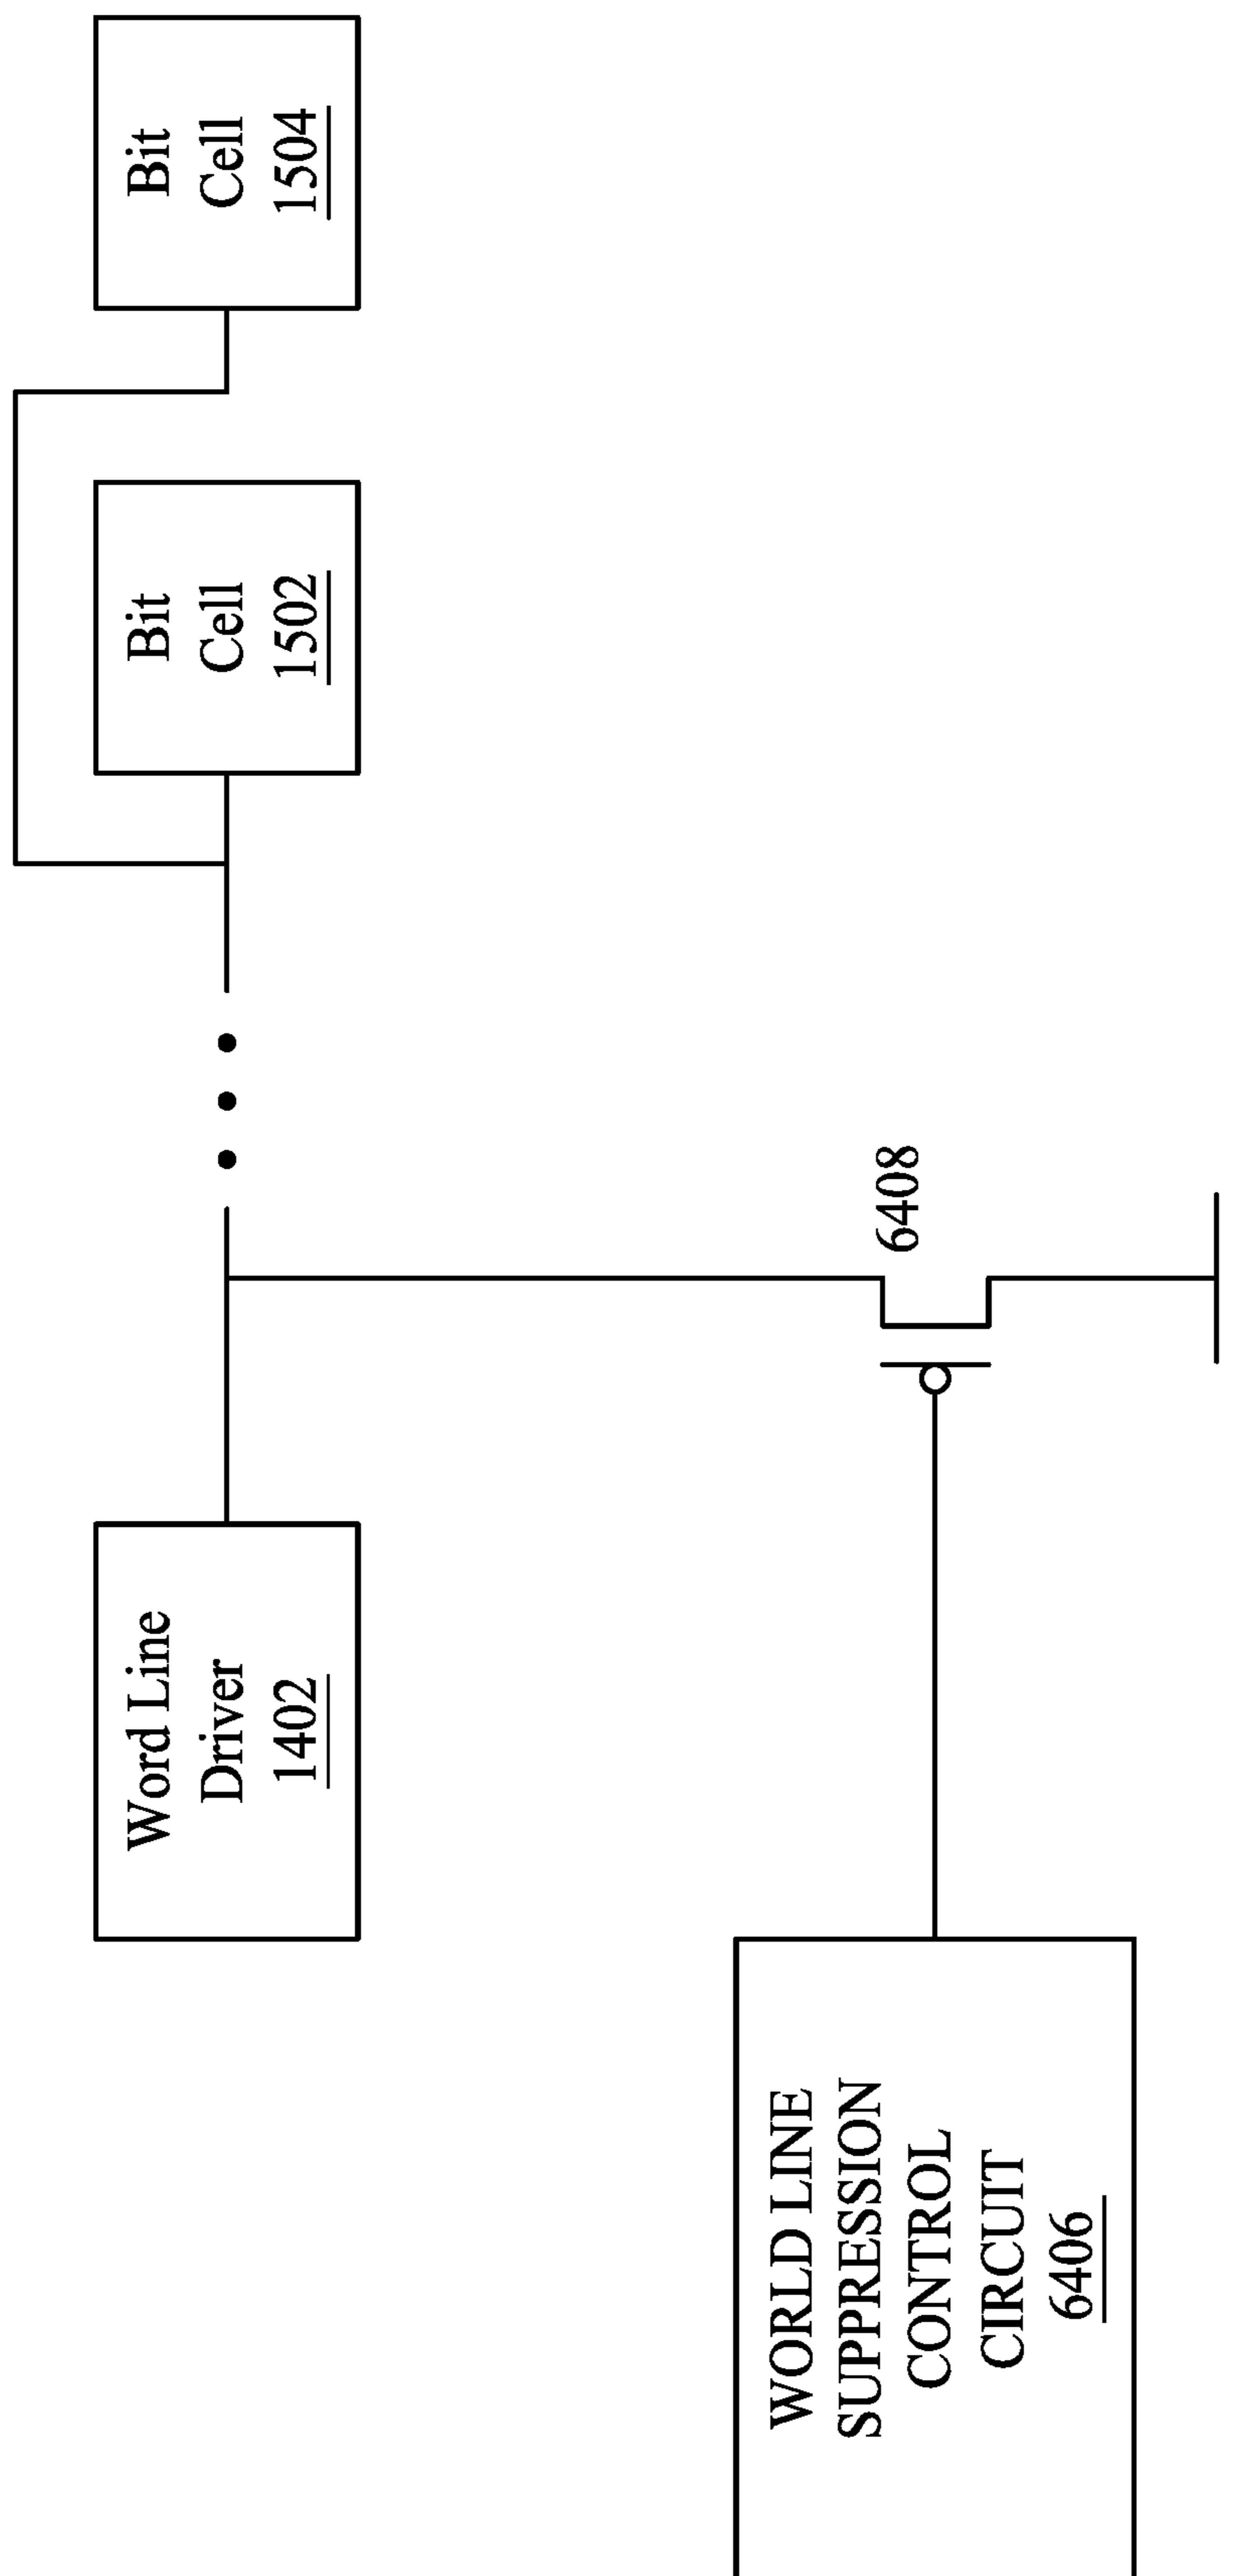 Word Line
Driver
1402
Bit
Cell
1502
Bit
Cell
1504
WORLD LINE
SUPPRESSION
CONTROL
CIRCUIT
6406
6408